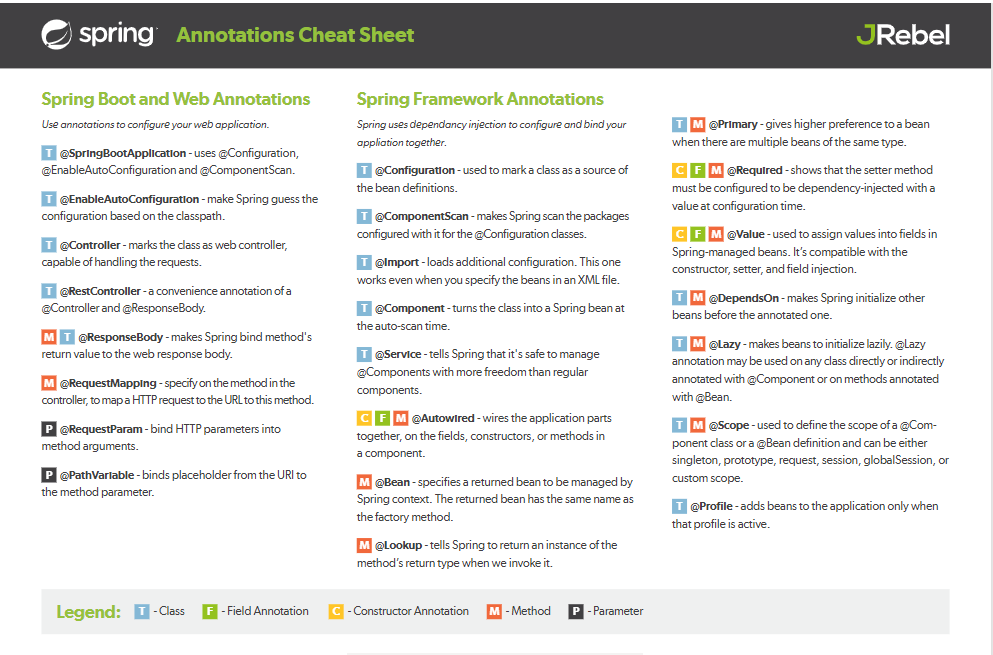 spring Annotations Cheat Sheet
JRebel
Spring Boot and Web Annotations
Use annotations to configure your web application.
T @SpringBootApplication - uses @Configuration,
@EnableAutoConfiguration and @ComponentScan.
T @EnableAutoConfiguration - make Spring guess the
configuration based on the classpath.
T @Controller - marks the class as web controller,
capable of handling the requests.
T @RestController - a convenience annotation of a
@Controller and @ResponseBody.
M T @ResponseBody - makes Spring bind method's
return value to the web response body.
M @RequestMapping - specify on the method in the
controller, to map a HTTP request to the URL to this method.
P @RequestParam - bind HTTP parameters into
method arguments.
P @PathVariable - binds placeholder from the URI to
the method parameter.
Spring Framework Annotations
Spring uses dependancy injection to configure and bind your
appliation together.
T @Configuration - used to mark a class as a source of
the bean definitions.
T @ComponentScan - makes Spring scan the packages
configured with it for the @Configuration classes.
T @Import - loads additional configuration. This one
works even when you specify the beans in an XML file.
T @Component - turns the class into a Spring bean at
the auto-scan time.
T @Service - tells Spring that it's safe to manage
@Components with more freedom than regular
components.
C F M @Autowired - wires the application parts
together, on the fields, constructors, or methods in
a component.
M @Bean - specifies a returned bean to be managed by
Spring context. The returned bean has the same name as
the factory method.
M @Lookup - tells Spring to return an instance of the
method's return type when we invoke it.
T M @Primary - gives higher preference to a bean
when there are multiple beans of the same type.
C F M @Required - shows that the setter method
must be configured to be dependency-injected with a
value at configuration time.
C F M @Value - used to assign values into fields in
Spring-managed beans. It's compatible with the
constructor, setter, and field injection.
T M @DependsOn - makes Spring initialize other
beans before the annotated one.
T M @Lazy - makes beans to initialize lazily. @Lazy
annotation may be used on any class directly or indirectly
annotated with @Component or on methods annotated
with @Bean.
T M @Scope - used to define the scope of a @Com-
ponent class or a @Bean definition and can be either
singleton, prototype, request, session, globalSession, or
custom scope.
T @Profile - adds beans to the application only when
that profile is active.
Legend: T - Class F - Field Annotation C - Constructor Annotation M - Method P - Parameter